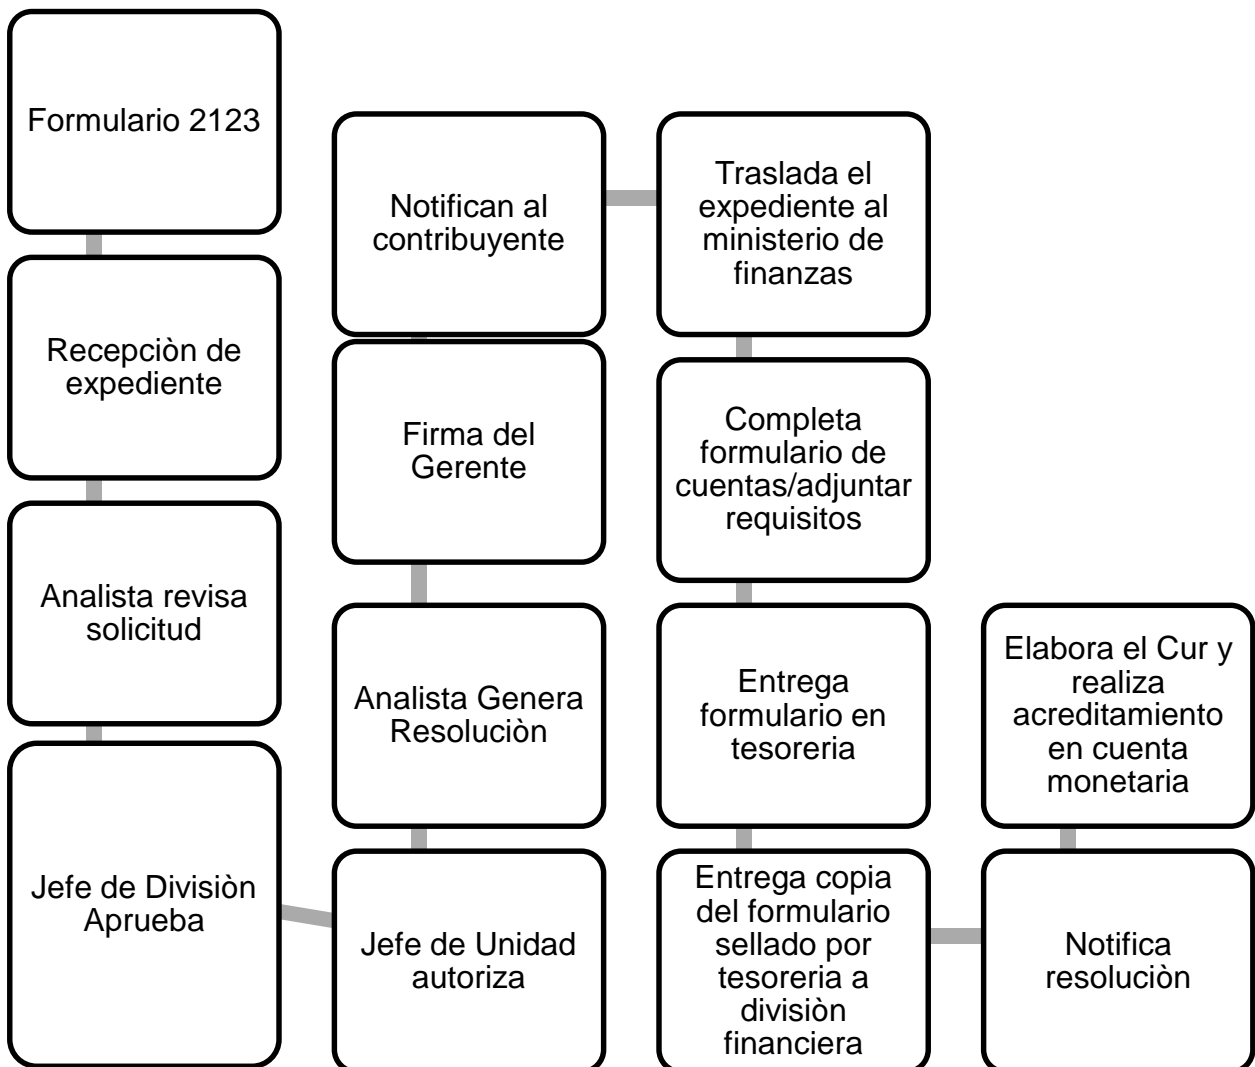 Formulario 2123
Recepciòn de
expediente
Analista revisa
solicitud
Jefe de Divisiòn
Aprueba
Jefe de Unidad
autoriza
Analista Genera
Resoluciòn
Firma del
Gerente
Notifican al
contribuyente
Traslada el
expediente al
ministerio de
finanzas
Completa
formulario de
cuentas/adjuntar
requisitos
Entrega
formulario en
tesoreria
Entrega copia
del formulario
sellado por
tesoreria a
divisiòn
financiera
Notifica
resoluciòn
Elabora el Cur y
realiza
acreditamiento
en cuenta
monetaria